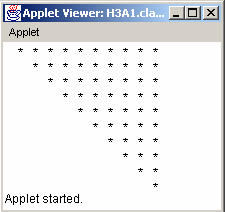 Applet Viewer: H3A1.cla...
Applet
* * * * * * * * * *
* * * * * * * * *
* * * * * * * *
* * * * * * *
* * * * * *
* * * * *
* * * *
* * *
* *
*
Applet started.